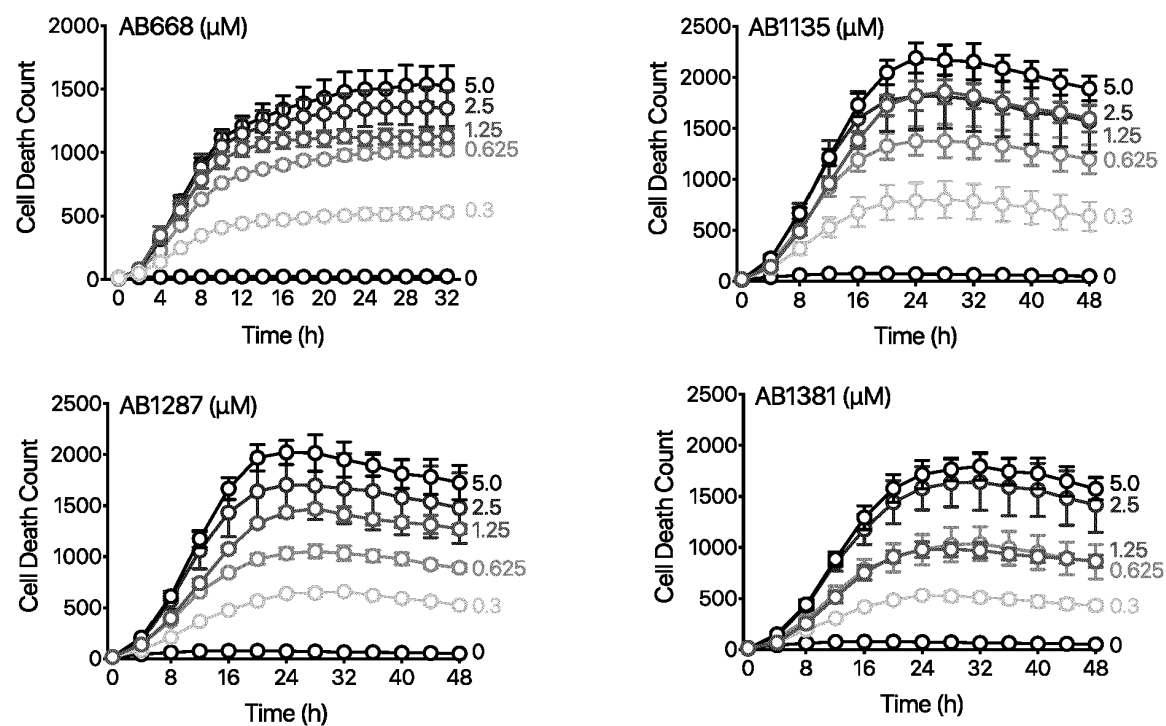 AB668 (μM)
2000
1500
1000
500
0
Cell Death Count
5.0
2.5
1.25
0.625
0.3
0
0 4 8 12 16 20 24 28 32
Time (h)
AB1135 (μM)
2500
2000
1500
1000
500
0
Cell Death Count
5.0
2.5
1.25
0.625
0.3
0
0 8 16 24 32 40 48
Time (h)
AB1287 (μM)
2500
2000
1500
1000
500
0
Cell Death Count
5.0
2.5
1.25
0.625
0.3
0
0 8 16 24 32 40 48
Time (h)
AB1381 (μM)
2500
2000
1500
1000
500
0
Cell Death Count
5.0
2.5
1.25
0.625
0.3
0
0 8 16 24 32 40 48
Time (h)